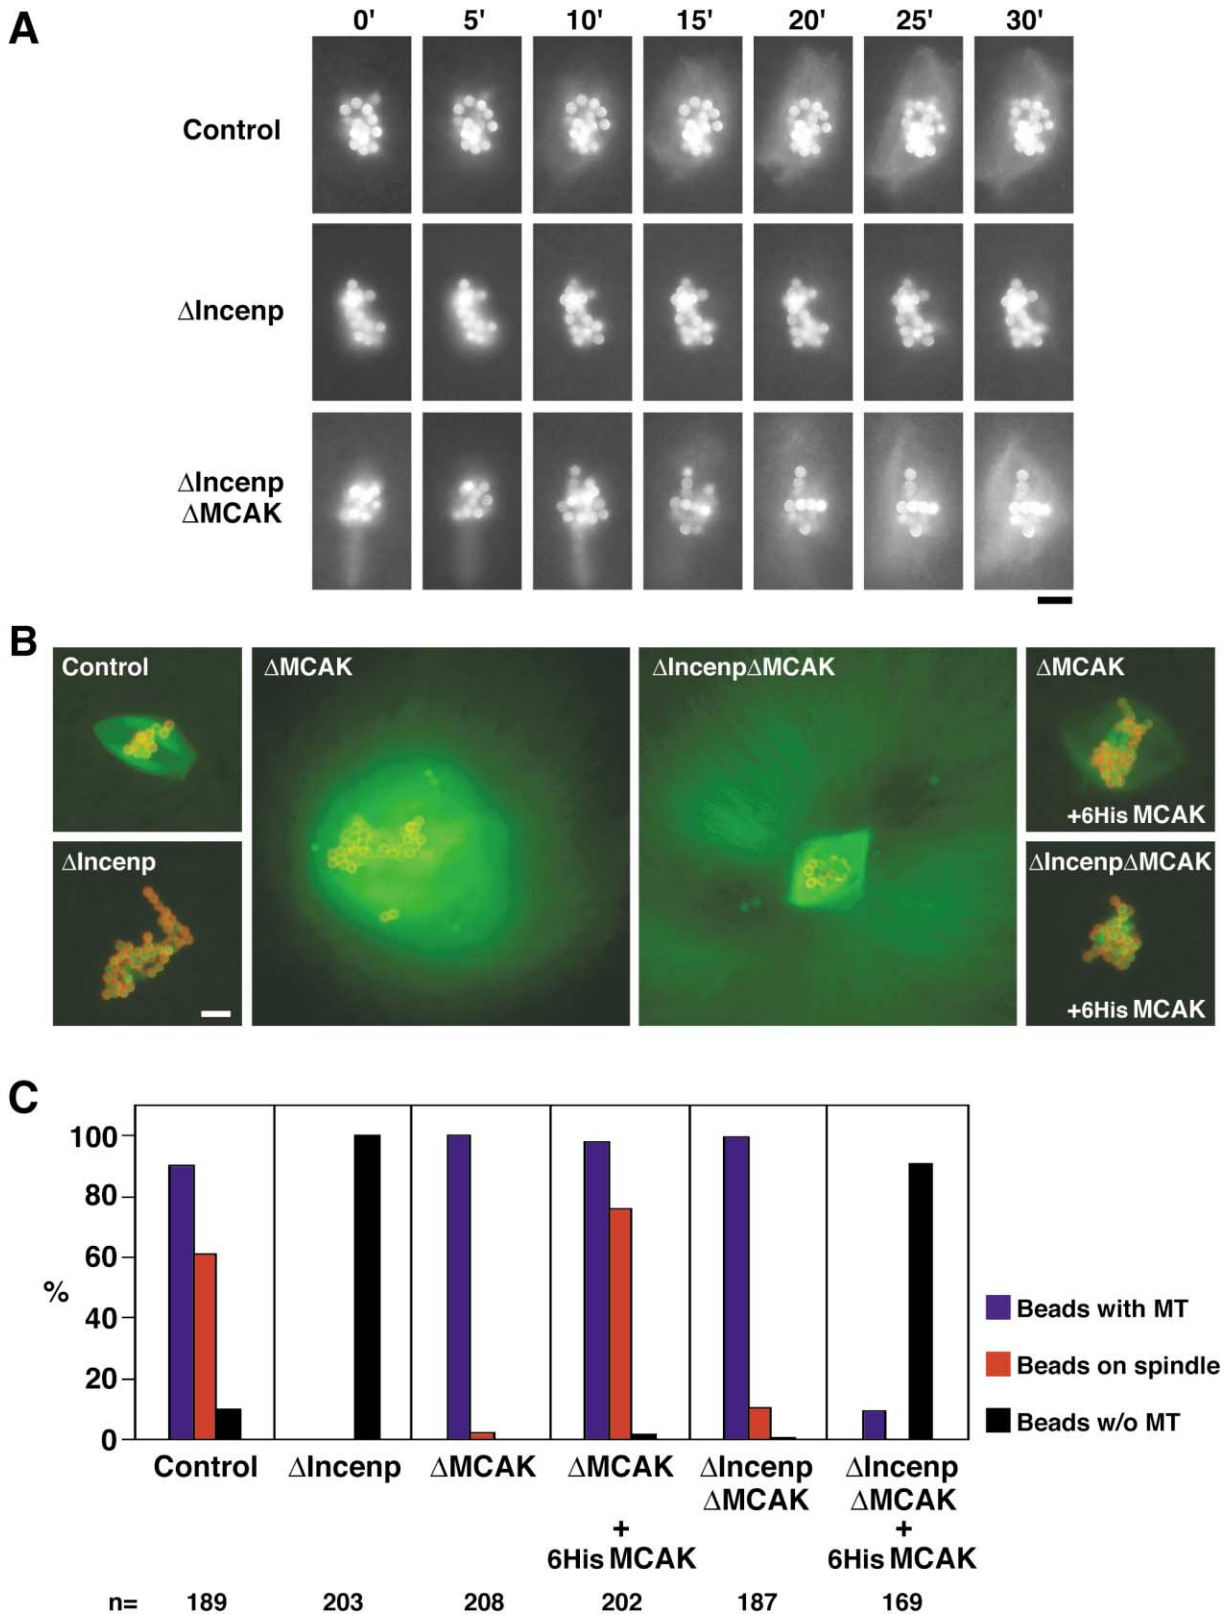 A
0' 5' 10' 15' 20' 25' 30'
Control
ΔIncenp
ΔIncenp
ΔMCAK
B
Control
ΔIncenp
ΔMCAK
ΔIncenpΔMCAK
ΔMCAK
+6His MCAK
ΔIncenpΔMCAK
+6His MCAK
C
100
80
60
%
40
20
0
Beads with MT
Beads on spindle
Beads w/o MT
Control ΔIncenp ΔMCAK ΔMCAK ΔIncenp ΔIncenp
ΔMCAK ΔMCAK
+ +
6His MCAK 6His MCAK
n= 189 203 208 202 187 169